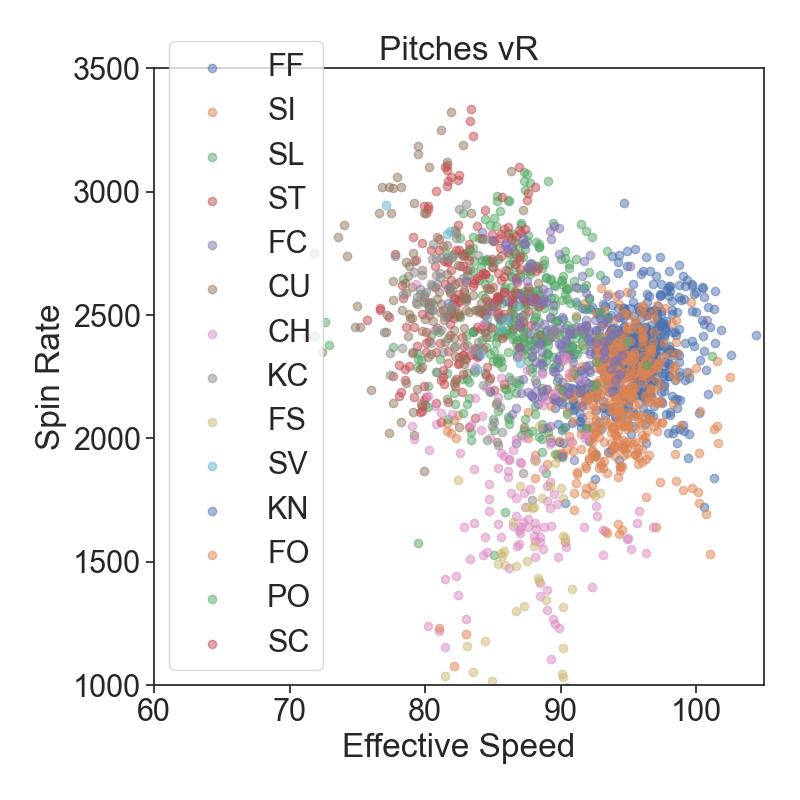 Pitches vR
3500
3000
2500
2000
1500
1000
Spin Rate
FF
SI
SL
ST
FC
CU
CH
KC
FS
SV
KN
FO
PO
SC
60 70 80 90 100
Effective Speed